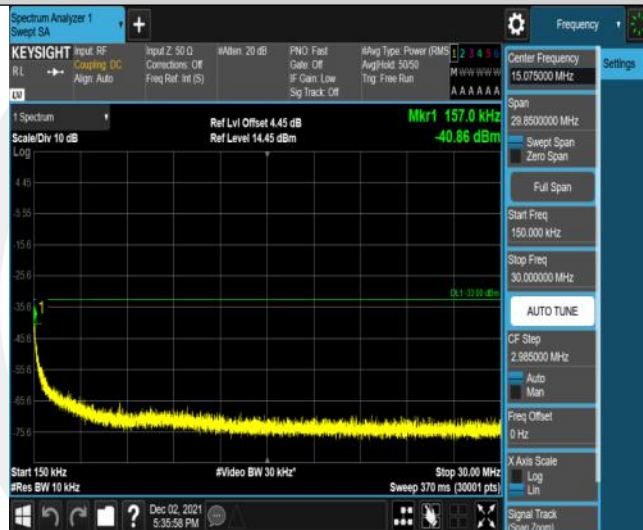 Spectrum Analyzer 1
Swept SA
Frequency
KEYSIGHT
RL
Input: RF
Coupling: DC
Align: Auto
Input Z: 50 Ω
Corrections: Off
Freq Ref: Int (S)
#Atten: 20 dB
PNO: Fast
Gate: Off
IF Gain: Low
Sig Track: Off
#Avg Type: Power (RMS
Avg|Hold: 50/50
Trig: Free Run
1 2 3 4 5 6
M W W W W W
A A A A A A
Center Frequency
15.075000 MHz
Settings
Span
29.8500000 MHz
Swept Span
Zero Span
Full Span
Start Freq
150.000 kHz
Stop Freq
30.000000 MHz
AUTO TUNE
CF Step
2.985000 MHz
Auto
Man
Freq Offset
0 Hz
X Axis Scale
Log
Lin
Signal Track
(Span Zoom)
1 Spectrum
Scale/Div 10 dB
Log
Ref Lvl Offset 4.45 dB
Ref Level 14.45 dBm
Mkr1 157.0 kHz
-40.86 dBm
4.45
-5.55
-15.6
-25.6
-35.6
-45.6
-55.6
-65.6
-75.6
DL1 -33.00 dBm
1
Start 150 kHz
#Res BW 10 kHz
#Video BW 30 kHz*
Stop 30.00 MHz
Sweep 370 ms (30001 pts)
?
Dec 02, 2021
5:35:58 PM